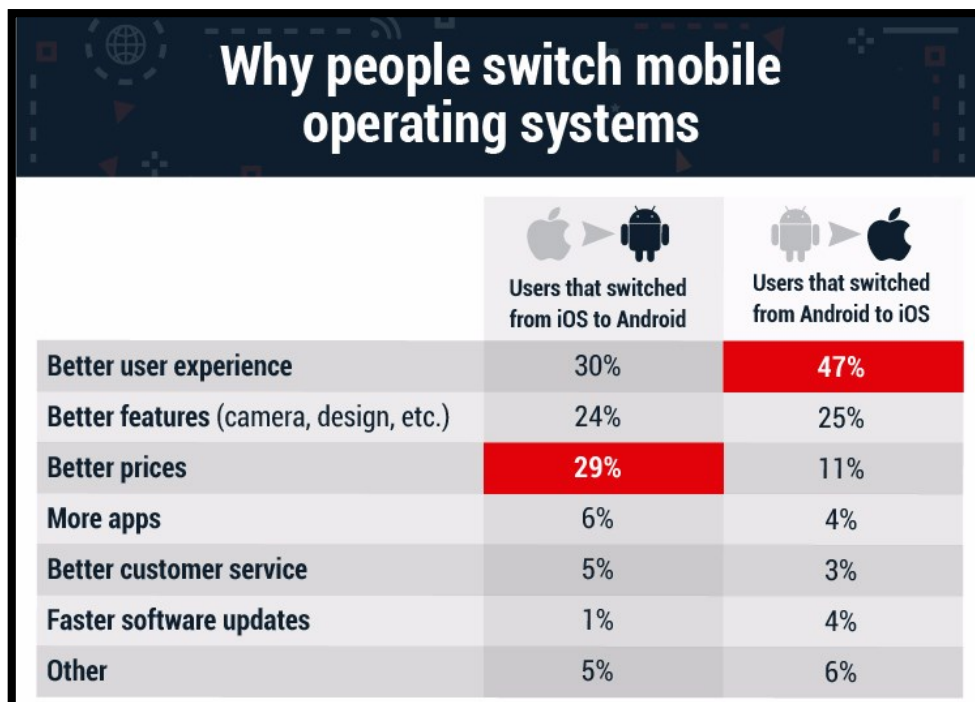 Why people switch mobile
operating systems
Users that switched
from iOS to Android
Users that switched
from Android to iOS
Better user experience 30% 47%
Better features (camera, design, etc.) 24% 25%
Better prices 29% 11%
More apps 6% 4%
Better customer service 5% 3%
Faster software updates 1% 4%
Other 5% 6%